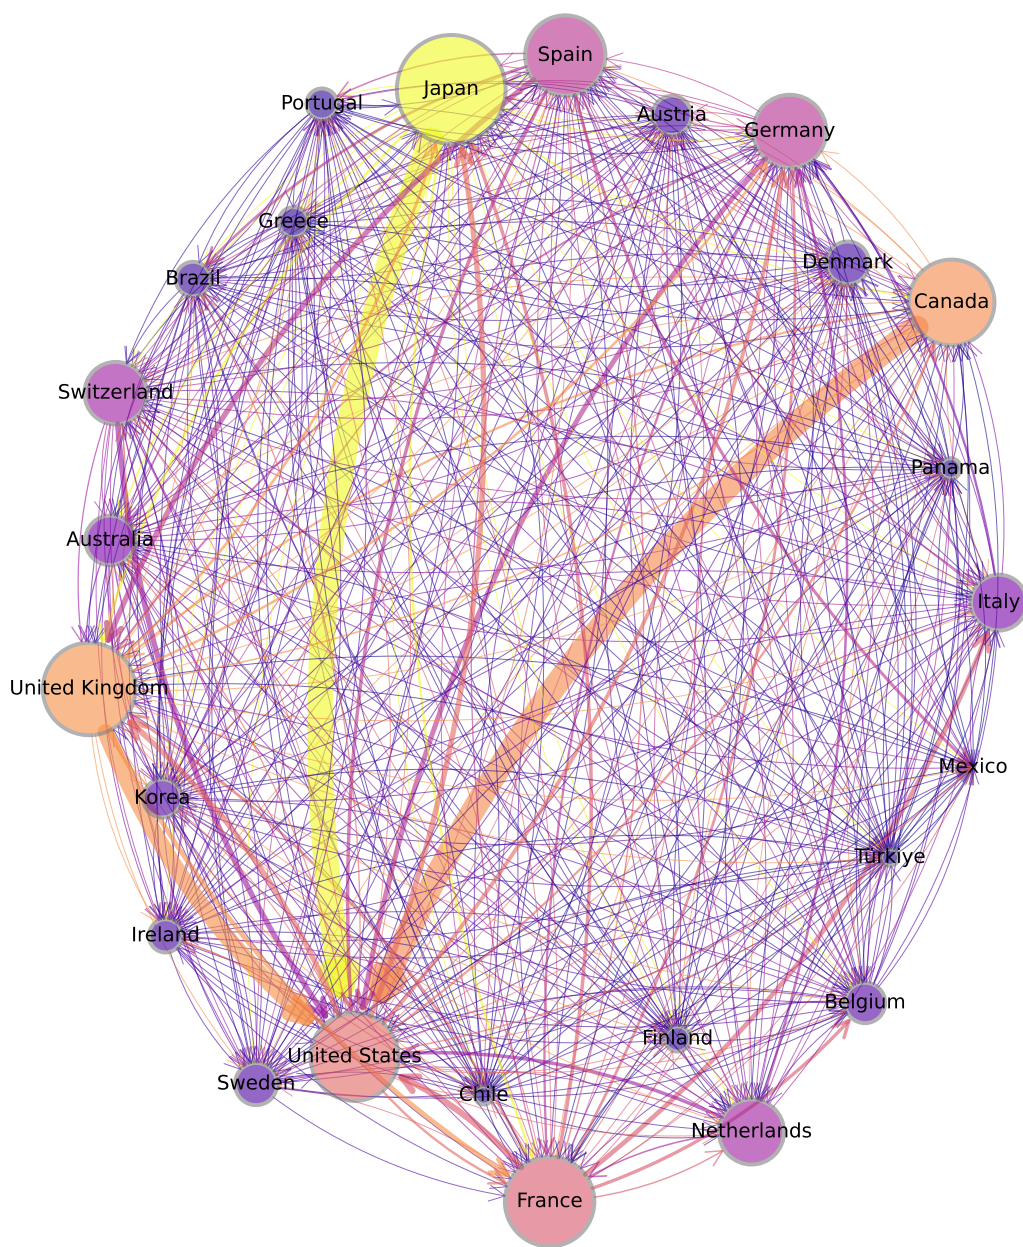 Spain
Japan
Portugal
Austria
Germany
Greece
Denmark
Brazil
Canada
Switzerland
Panama
Australia
Italy
United Kingdom
Mexico
Korea
Türkiye
Ireland
Belgium
Finland
United States
Sweden
Chile
Netherlands
France